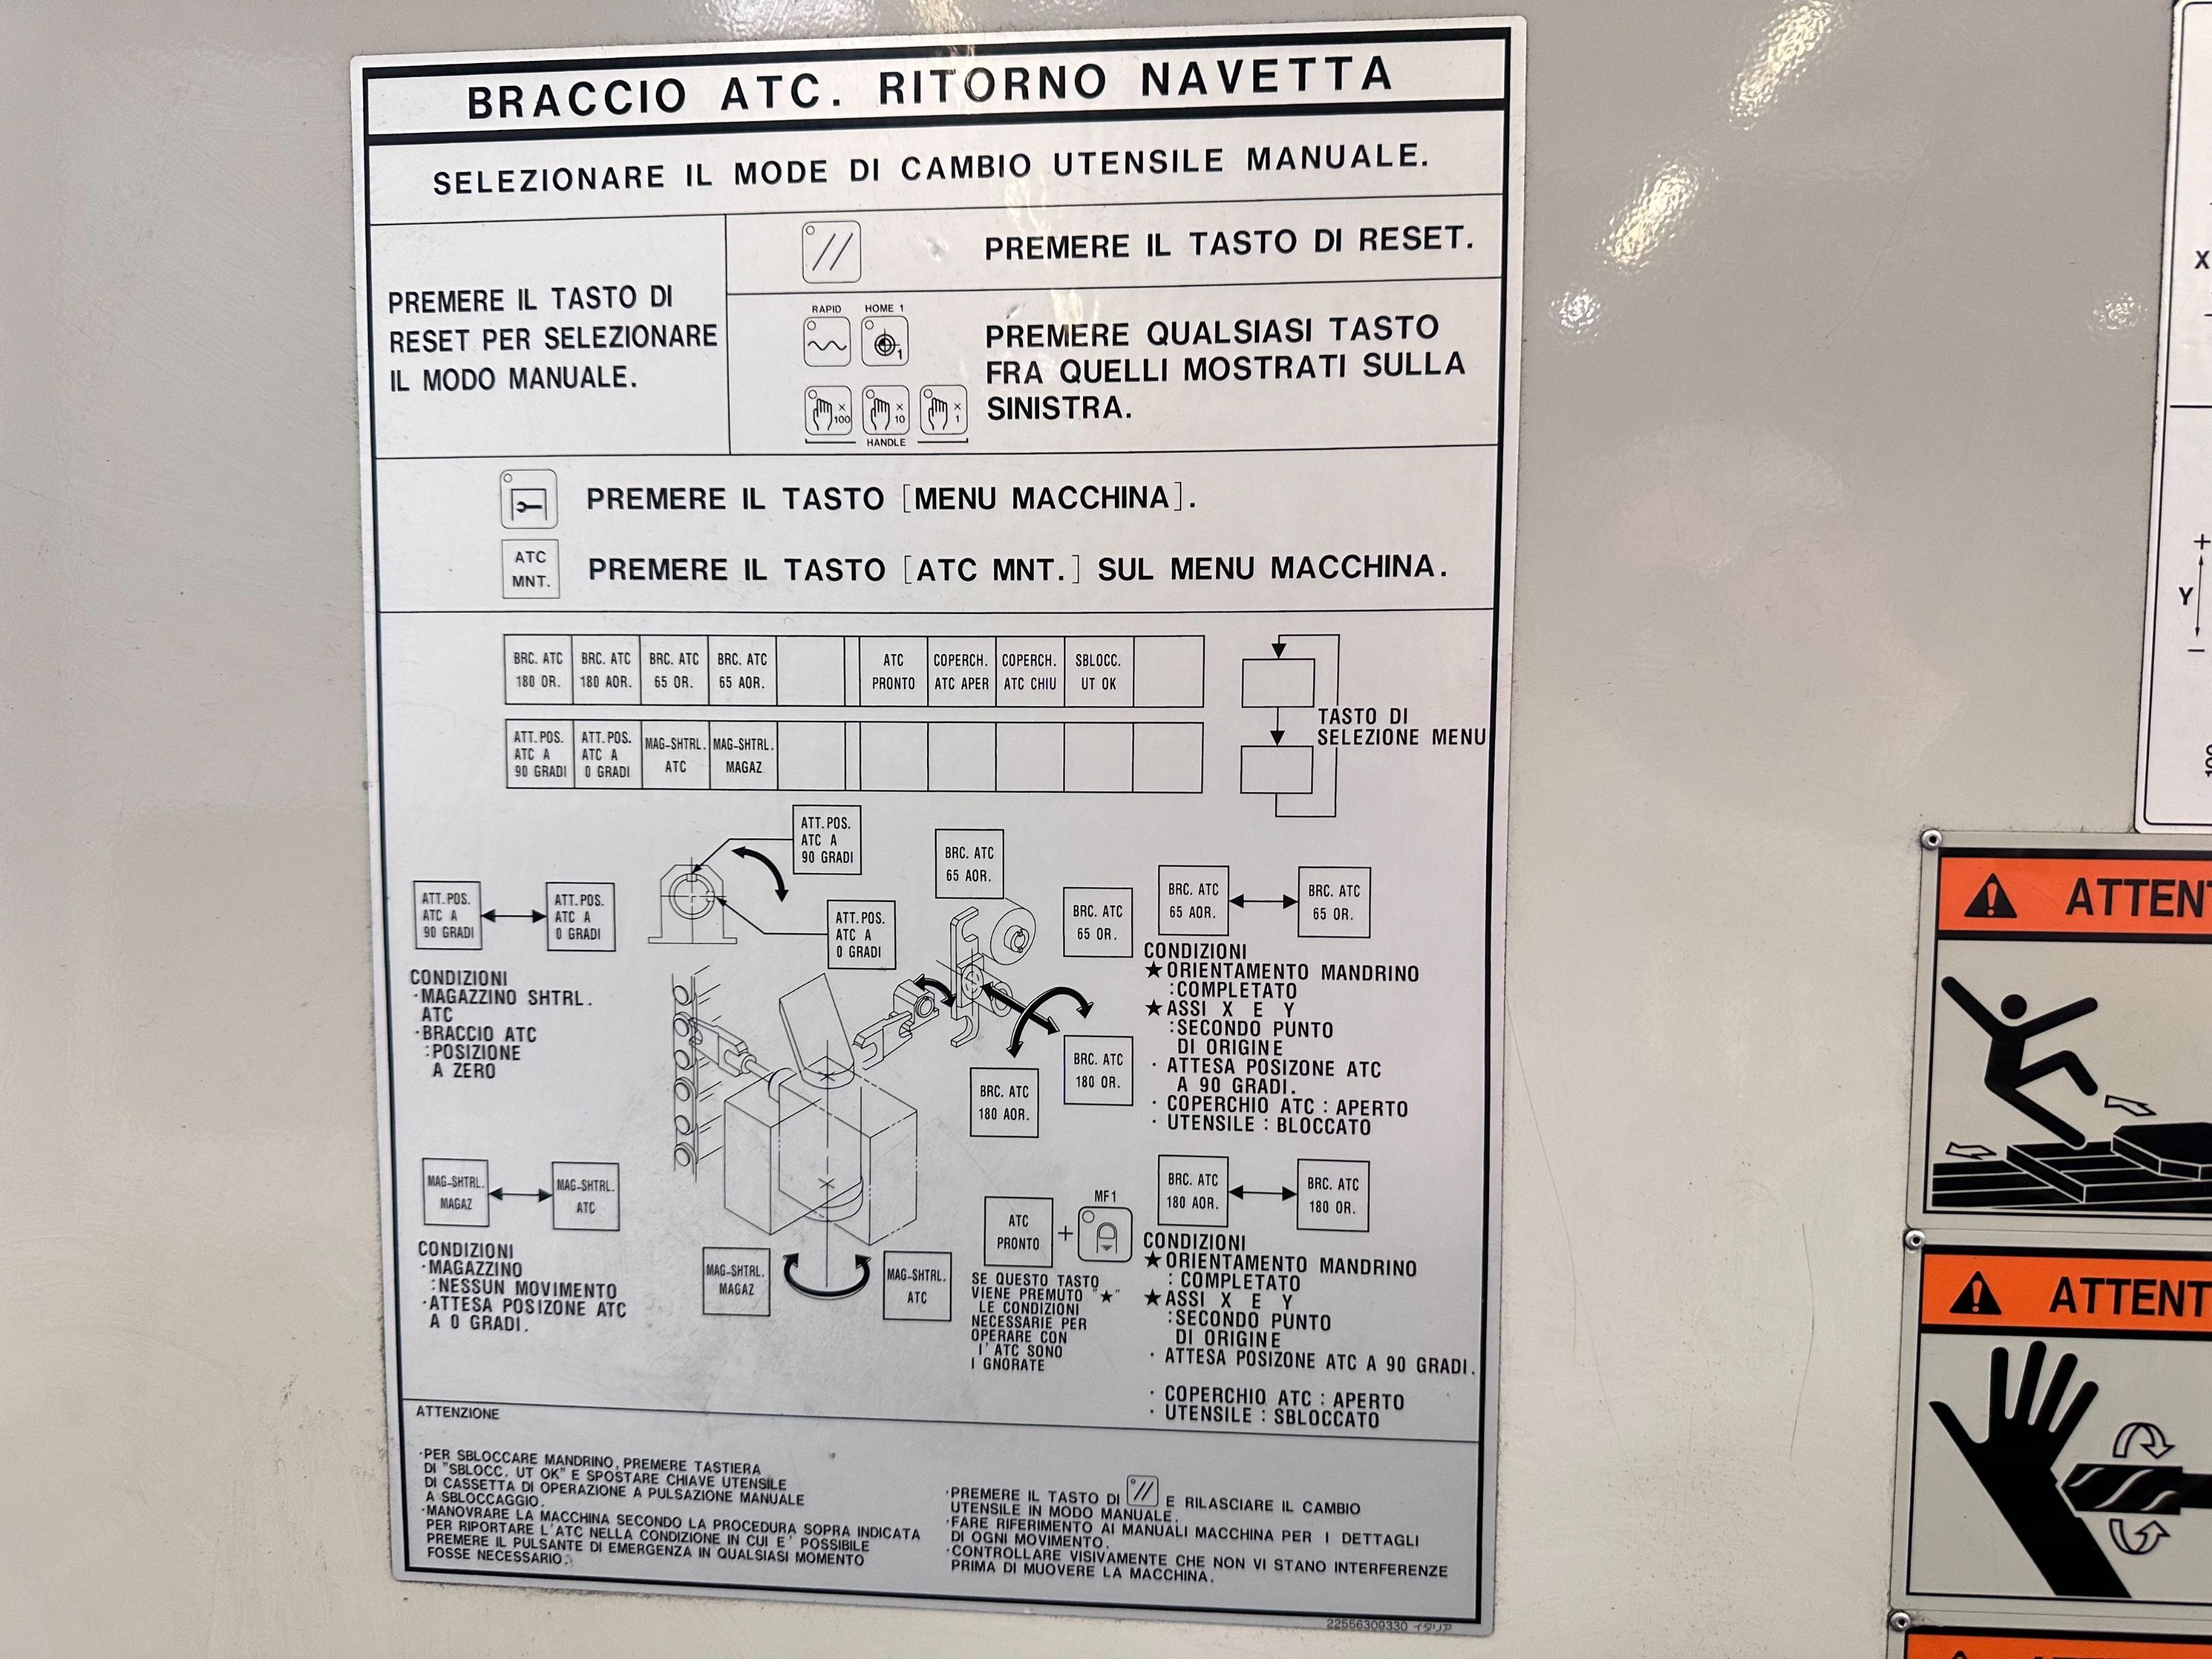 BRACCIO ATC. RITORNO NAVETTA
SELEZIONARE IL MODE DI CAMBIO UTENSILE MANUALE.
PREMERE IL TASTO DI
RESET PER SELEZIONARE
IL MODO MANUALE.
PREMERE IL TASTO DI RESET.
RAPID
HOME 1
1
×100
×10
×1
HANDLE
PREMERE QUALSIASI TASTO
FRA QUELLI MOSTRATI SULLA
SINISTRA.
PREMERE IL TASTO [MENU MACCHINA].
ATC
MNT.
PREMERE IL TASTO [ATC MNT.] SUL MENU MACCHINA.
BRC. ATC
180 OR.
BRC. ATC
180 AOR.
BRC. ATC
65 OR.
BRC. ATC
65 AOR.
ATC
PRONTO
COPERCH.
ATC APER
COPERCH.
ATC CHIU
SBLOCC.
UT OK
ATT.POS.
ATC A
90 GRADI
ATT.POS.
ATC A
0 GRADI
MAG-SHTRL.
ATC
MAG-SHTRL.
MAGAZ
TASTO DI
SELEZIONE MENU
ATT.POS.
ATC A
90 GRADI
ATT.POS.
ATC A
0 GRADI
CONDIZIONI
·MAGAZZINO SHTRL.
ATC
·BRACCIO ATC
:POSIZIONE
A ZERO
ATT.POS.
ATC A
90 GRADI
ATT.POS.
ATC A
0 GRADI
BRC. ATC
65 AOR.
BRC. ATC
65 OR.
BRC. ATC
180 OR.
BRC. ATC
180 AOR.
BRC. ATC
65 AOR.
BRC. ATC
65 OR.
CONDIZIONI
★ORIENTAMENTO MANDRINO
:COMPLETATO
★ASSI X E Y
:SECONDO PUNTO
DI ORIGINE
· ATTESA POSIZONE ATC
A 90 GRADI.
· COPERCHIO ATC : APERTO
· UTENSILE : BLOCCATO
MAG-SHTRL.
MAGAZ
MAG-SHTRL.
ATC
CONDIZIONI
·MAGAZZINO
:NESSUN MOVIMENTO
·ATTESA POSIZONE ATC
A 0 GRADI.
MAG-SHTRL.
MAGAZ
MAG-SHTRL.
ATC
ATC
PRONTO
+
MF1
SE QUESTO TASTO
VIENE PREMUTO "★"
LE CONDIZIONI
NECESSARIE PER
OPERARE CON
I' ATC SONO
I GNORATE
BRC. ATC
180 AOR.
BRC. ATC
180 OR.
CONDIZIONI
★ORIENTAMENTO MANDRINO
: COMPLETATO
★ASSI X E Y
:SECONDO PUNTO
DI ORIGINE
· ATTESA POSIZONE ATC A 90 GRADI.
· COPERCHIO ATC : APERTO
· UTENSILE : SBLOCCATO
ATTENZIONE
·PER SBLOCCARE MANDRINO, PREMERE TASTIERA
DI "SBLOCC. UT OK" E SPOSTARE CHIAVE UTENSILE
DI CASSETTA DI OPERAZIONE A PULSAZIONE MANUALE
A SBLOCCAGGIO.
·MANOVRARE LA MACCHINA SECONDO LA PROCEDURA SOPRA INDICATA
PER RIPORTARE L'ATC NELLA CONDIZIONE IN CUI E' POSSIBILE
PREMERE IL PULSANTE DI EMERGENZA IN QUALSIASI MOMENTO
FOSSE NECESSARIO.
·PREMERE IL TASTO DI // E RILASCIARE IL CAMBIO
UTENSILE IN MODO MANUALE.
·FARE RIFERIMENTO AI MANUALI MACCHINA PER I DETTAGLI
DI OGNI MOVIMENTO.
·CONTROLLARE VISIVAMENTE CHE NON VI STANO INTERFERENZE
PRIMA DI MUOVERE LA MACCHINA.
22556309330 イタリア
X
+
Y
−
100
ATTENT
ATTENT